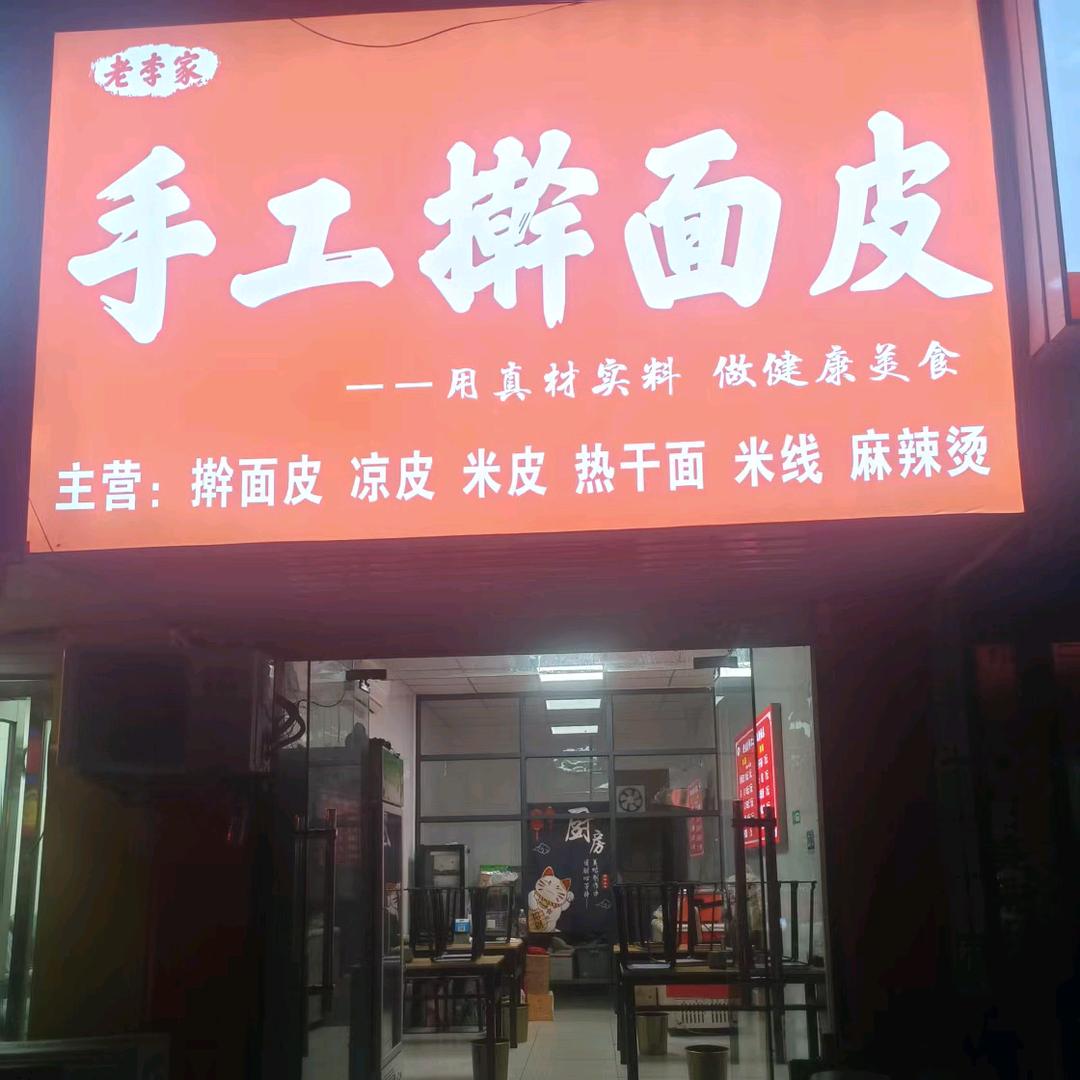 老李家
手工擀面皮
——用真材实料 做健康美食
主营：擀面皮 凉皮 米皮 热干面 米线 麻辣烫
厨房